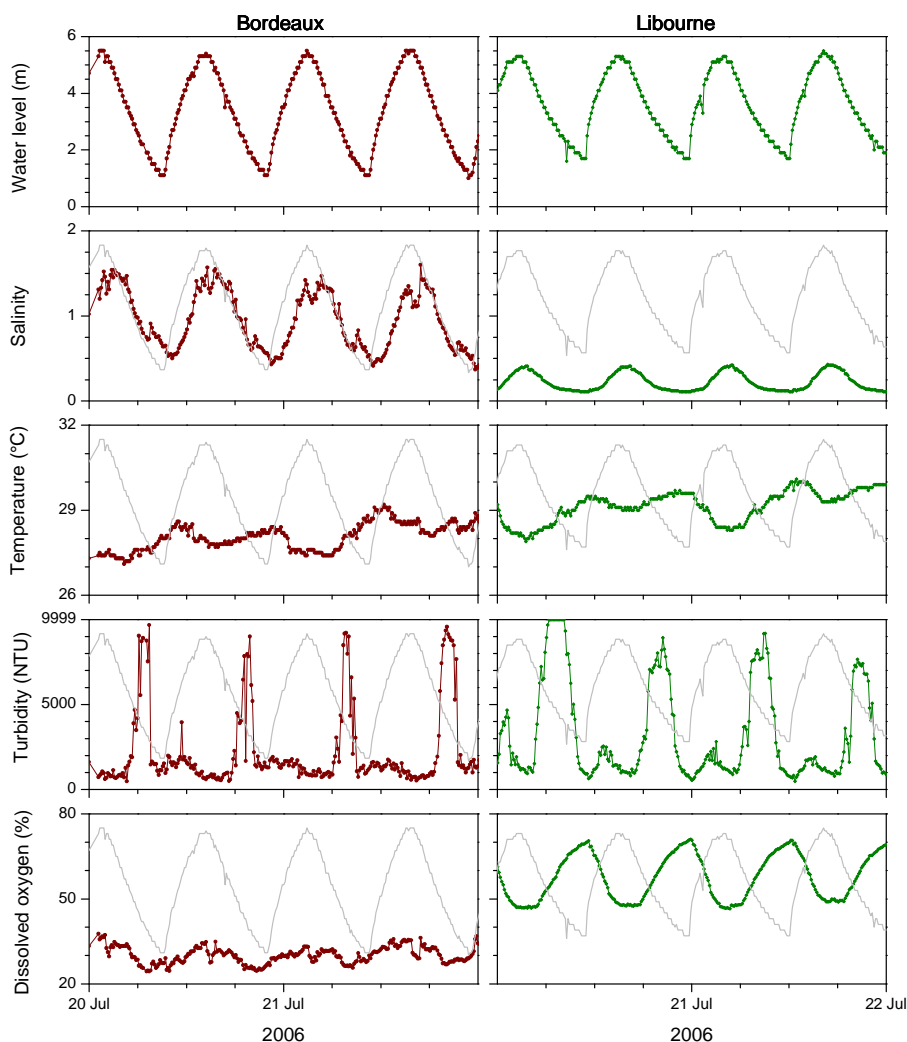 Bordeaux Libourne
Water level (m)
6
4
2
0
Salinity
2
1
0
Temperature (°C)
32
29
26
Turbidity (NTU)
9999
5000
0
Dissolved oxygen (%)
80
50
20
20 Jul 21 Jul 21 Jul 22 Jul
2006 2006